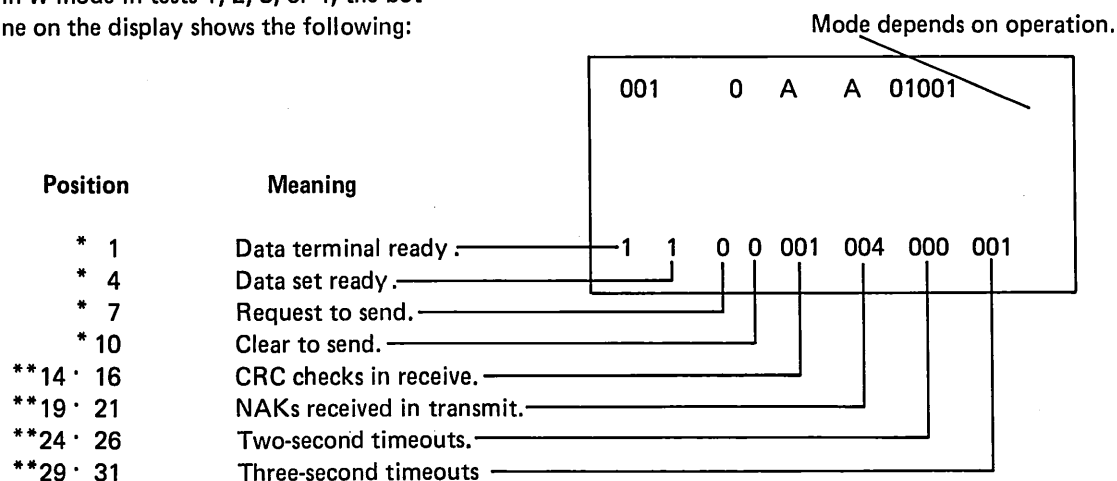 in W mode in tests 1, 2, 3, or 4, the bot-
ne on the display shows the following:
Mode depends on operation.
001 0 A A 01001
Position Meaning
* 1 Data terminal ready . 1
* 4 Data set ready. 1
* 7 Request to send. 0
* 10 Clear to send. 0
**14 · 16 CRC checks in receive. 001
**19 · 21 NAKs received in transmit. 004
**24 · 26 Two-second timeouts. 000
**29 · 31 Three-second timeouts 001